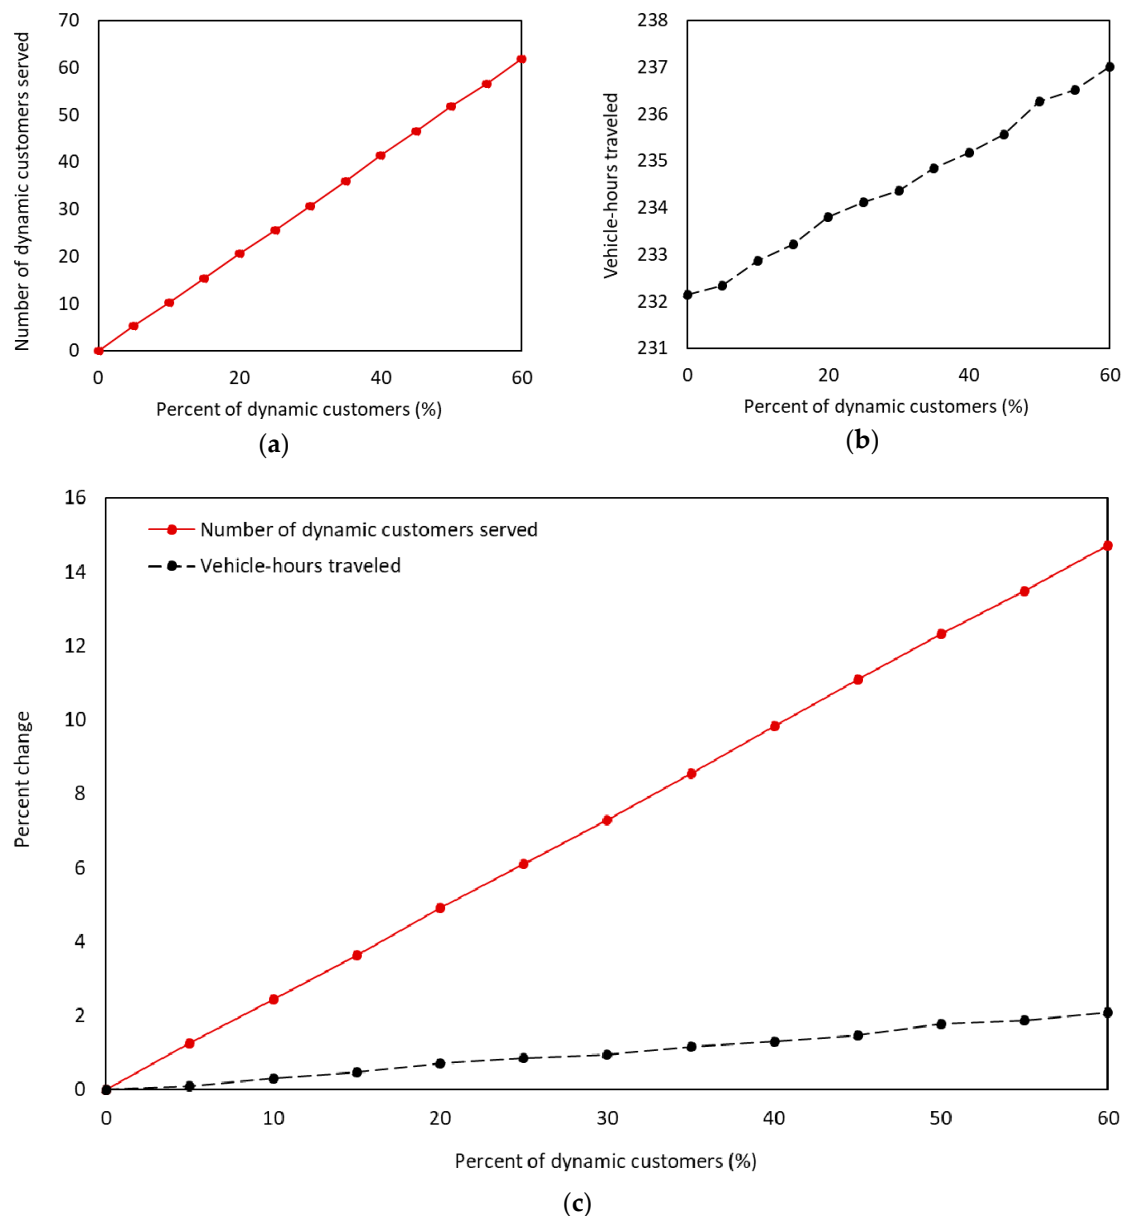 70
60
50
40
30
20
10
0
Number of dynamic customers served
0 20 40 60
Percent of dynamic customers (%)
(a)
238
237
236
235
234
233
232
231
Vehicle-hours traveled
0 20 40 60
Percent of dynamic customers (%)
(b)
16
14
12
10
8
6
4
2
0
Percent change
Number of dynamic customers served
Vehicle-hours traveled
0 10 20 30 40 50 60
Percent of dynamic customers (%)
(c)